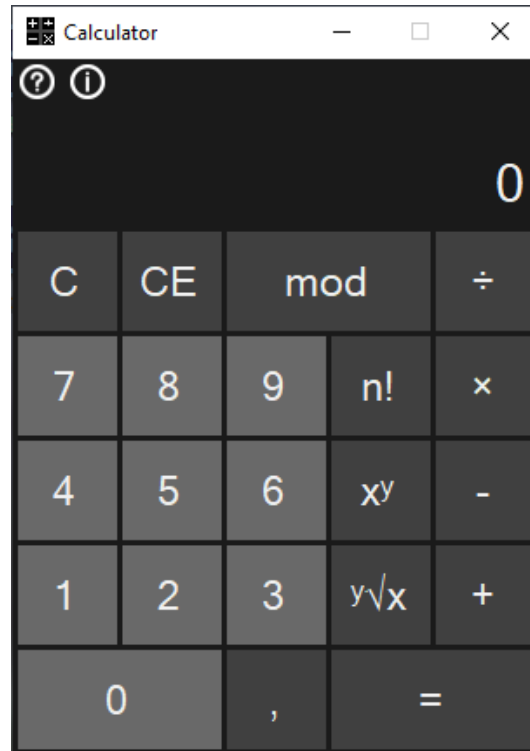 Calculator
? i
0
C CE mod ÷
7 8 9 n! ×
4 5 6 xʸ -
1 2 3 ʸ√x +
0 , =